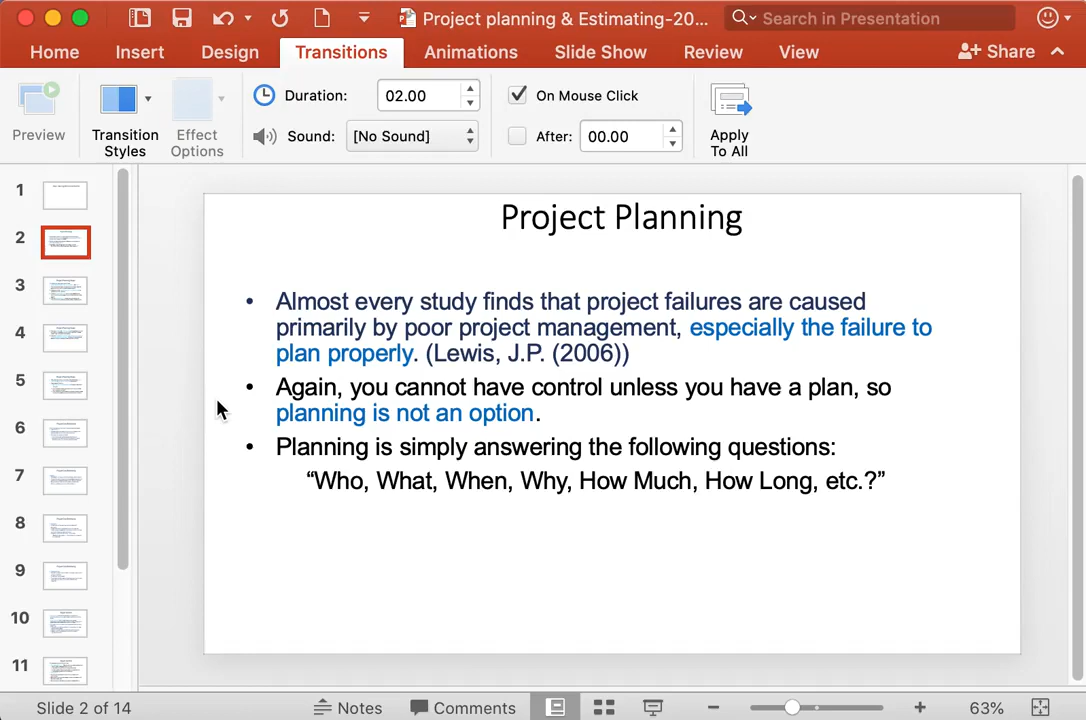 Project planning & Estimating-20...
Search in Presentation
Home Insert Design Transitions Animations Slide Show Review View Share
Preview
Transition Styles
Effect Options
Duration: 02.00
Sound: [No Sound]
On Mouse Click
After: 00.00
Apply To All
1
2
3
4
5
6
7
8
9
10
11
Project Planning
• Almost every study finds that project failures are caused
primarily by poor project management, especially the failure to
plan properly. (Lewis, J.P. (2006))
• Again, you cannot have control unless you have a plan, so
planning is not an option.
• Planning is simply answering the following questions:
“Who, What, When, Why, How Much, How Long, etc.?”
Slide 2 of 14 Notes Comments 63%